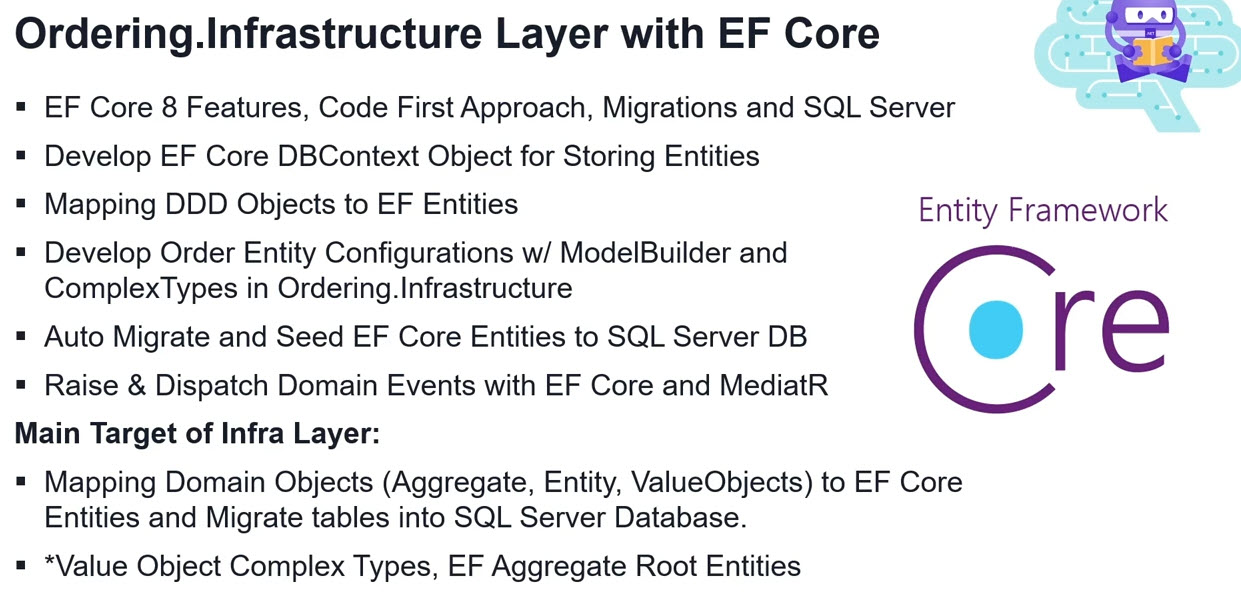 Ordering.Infrastructure Layer with EF Core
▪ EF Core 8 Features, Code First Approach, Migrations and SQL Server
▪ Develop EF Core DBContext Object for Storing Entities
▪ Mapping DDD Objects to EF Entities
▪ Develop Order Entity Configurations w/ ModelBuilder and
ComplexTypes in Ordering.Infrastructure
▪ Auto Migrate and Seed EF Core Entities to SQL Server DB
▪ Raise & Dispatch Domain Events with EF Core and MediatR
Main Target of Infra Layer:
▪ Mapping Domain Objects (Aggregate, Entity, ValueObjects) to EF Core
Entities and Migrate tables into SQL Server Database.
▪ *Value Object Complex Types, EF Aggregate Root Entities
.NET
Entity Framework
Core